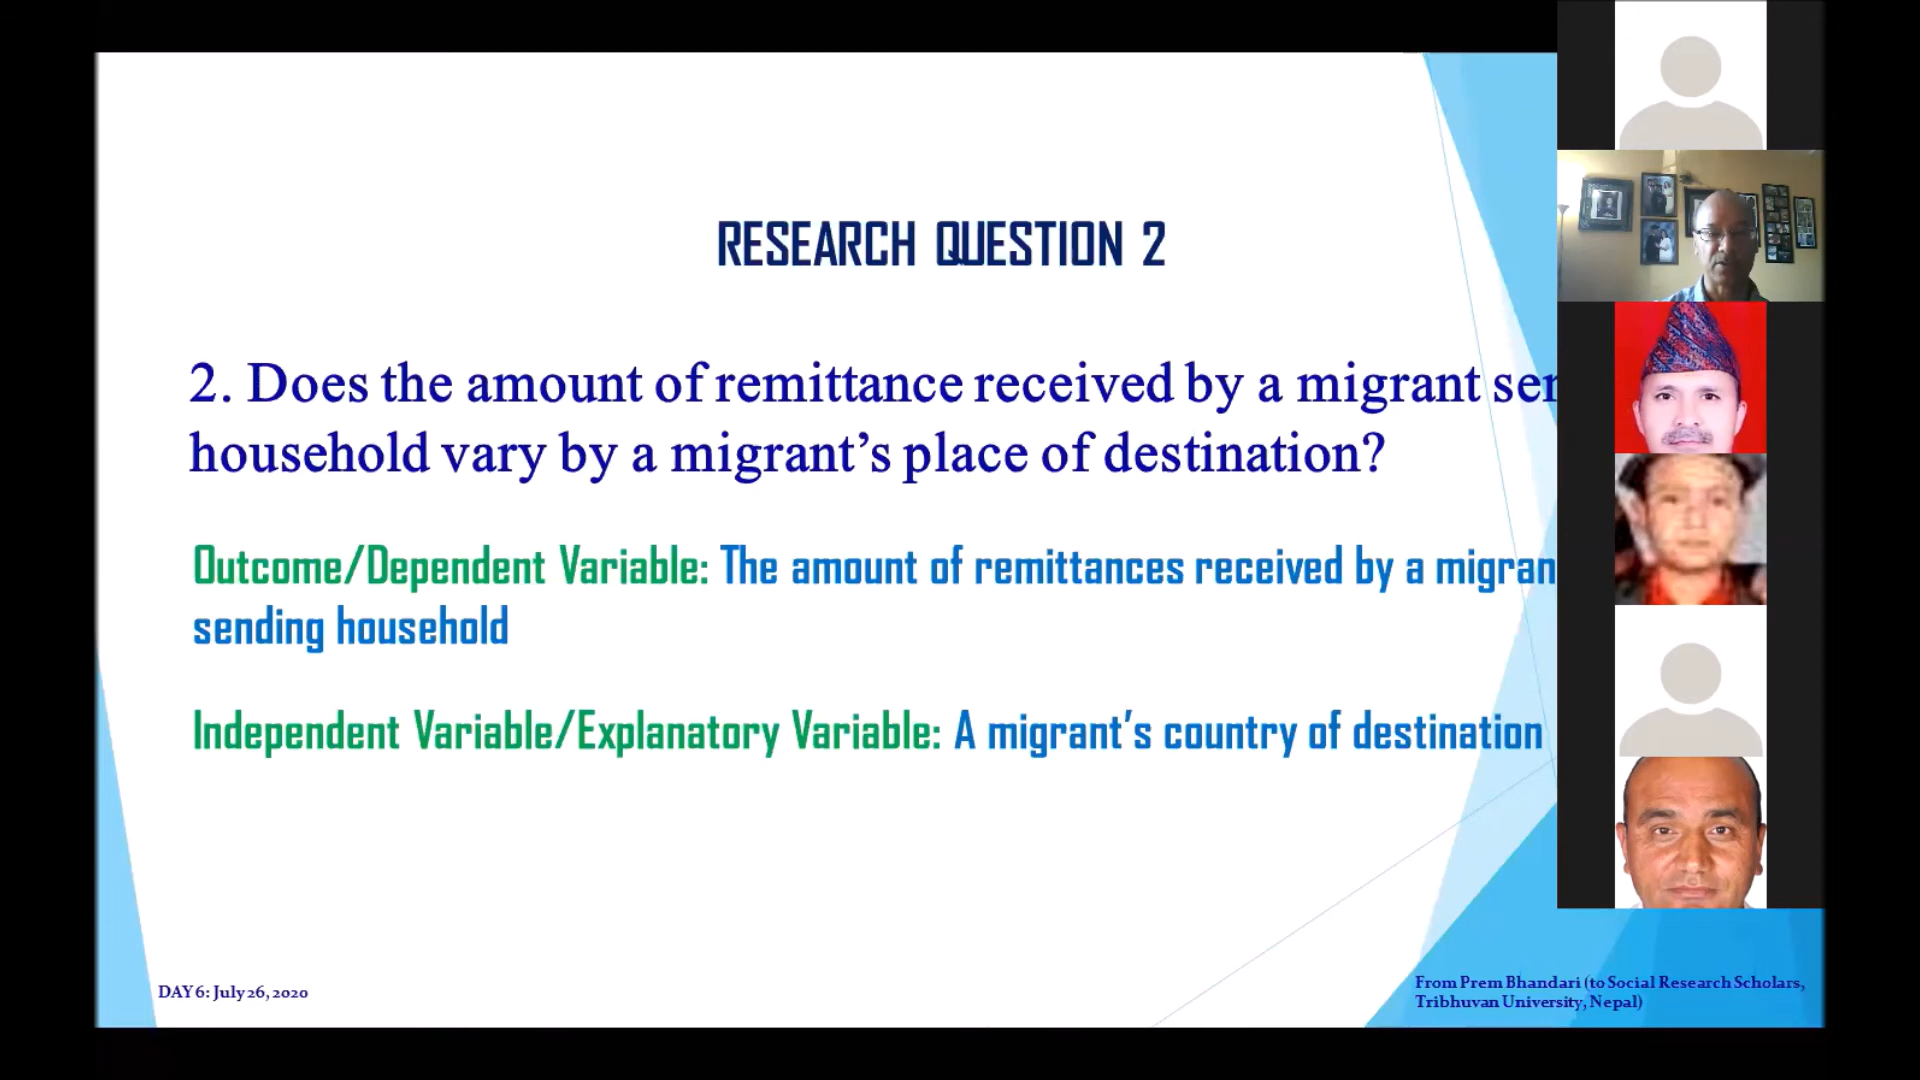 RESEARCH QUESTION 2
2. Does the amount of remittance received by a migrant
household vary by a migrant's place of destination?
Outcome/Dependent Variable: The amount of remittances received by a
sending household
Independent Variable/Explanatory Variable: A migrant's country of destination
DAY 6: July 26, 2020
From Prem Bhandari (to Social Research Scholars,
Tribhuvan University, Nepal)